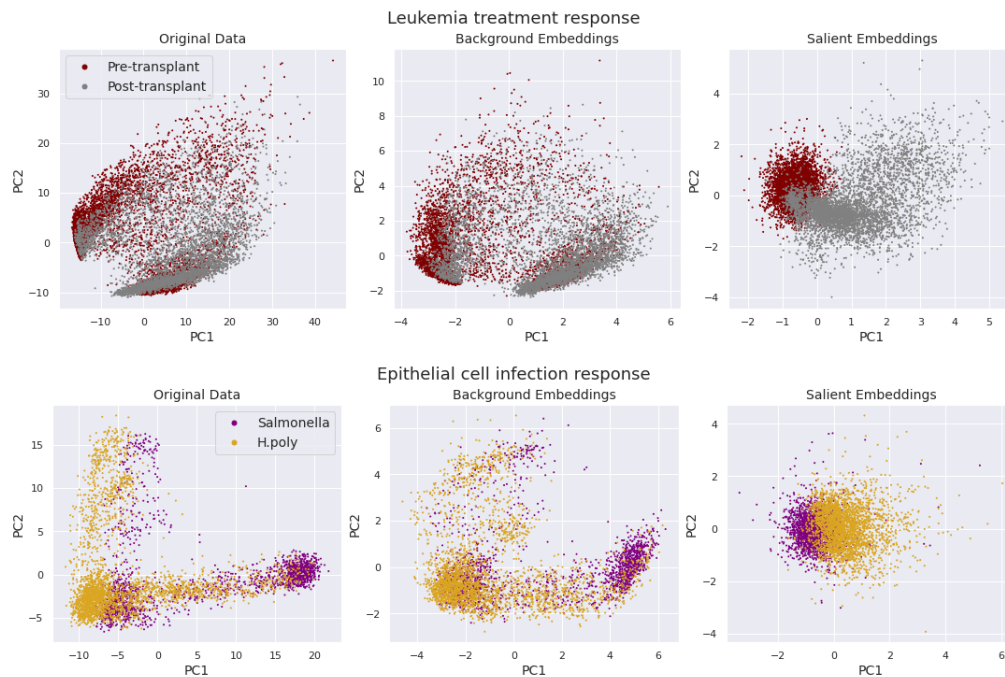 Leukemia treatment response
Original Data
Background Embeddings
Salient Embeddings
Pre-transplant
Post-transplant
PC2
30
20
10
0
−10
−10 0 10 20 30 40
PC1
PC2
10
8
6
4
2
0
−2
−4 −2 0 2 4 6
PC1
PC2
4
2
0
−2
−4
−2 −1 0 1 2 3 4 5
PC1
Epithelial cell infection response
Original Data
Background Embeddings
Salient Embeddings
Salmonella
H.poly
PC2
15
10
5
0
−5
−10 −5 0 5 10 15 20
PC1
PC2
6
4
2
0
−2
−4 −2 0 2 4 6
PC1
PC2
4
2
0
−2
−4
−2 0 2 4 6
PC1